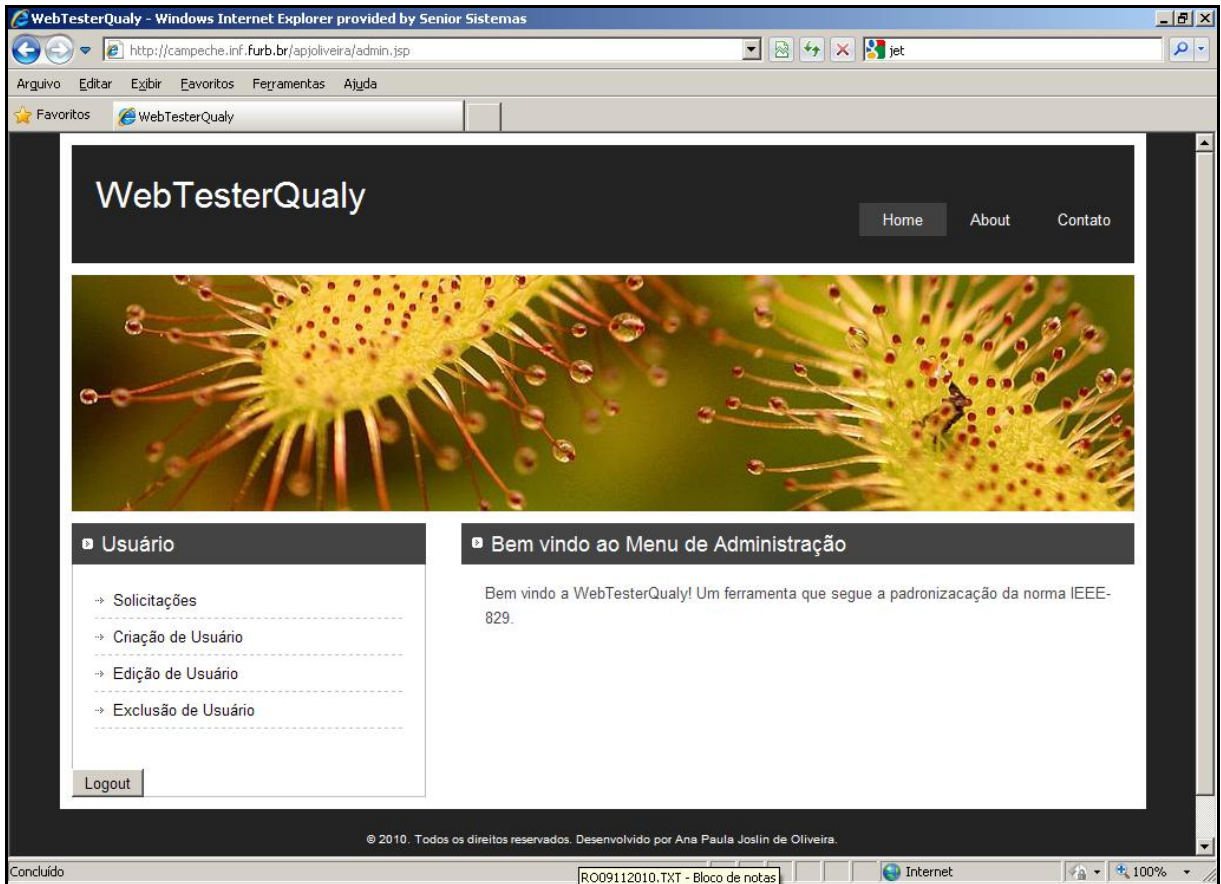 WebTesterQualy - Windows Internet Explorer provided by Senior Sistemas
http://campeche.inf.furb.br/apjoliveira/admin.jsp
jet
Arquivo Editar Exibir Favoritos Ferramentas Ajuda
Favoritos WebTesterQualy
WebTesterQualy
Home About Contato
Usuário
Solicitações
Criação de Usuário
Edição de Usuário
Exclusão de Usuário
Logout
Bem vindo ao Menu de Administração
Bem vindo a WebTesterQualy! Um ferramenta que segue a padronizacação da norma IEEE-
829.
© 2010. Todos os direitos reservados. Desenvolvido por Ana Paula Joslin de Oliveira.
Concluído
RO09112010.TXT - Bloco de notas
Internet
100%